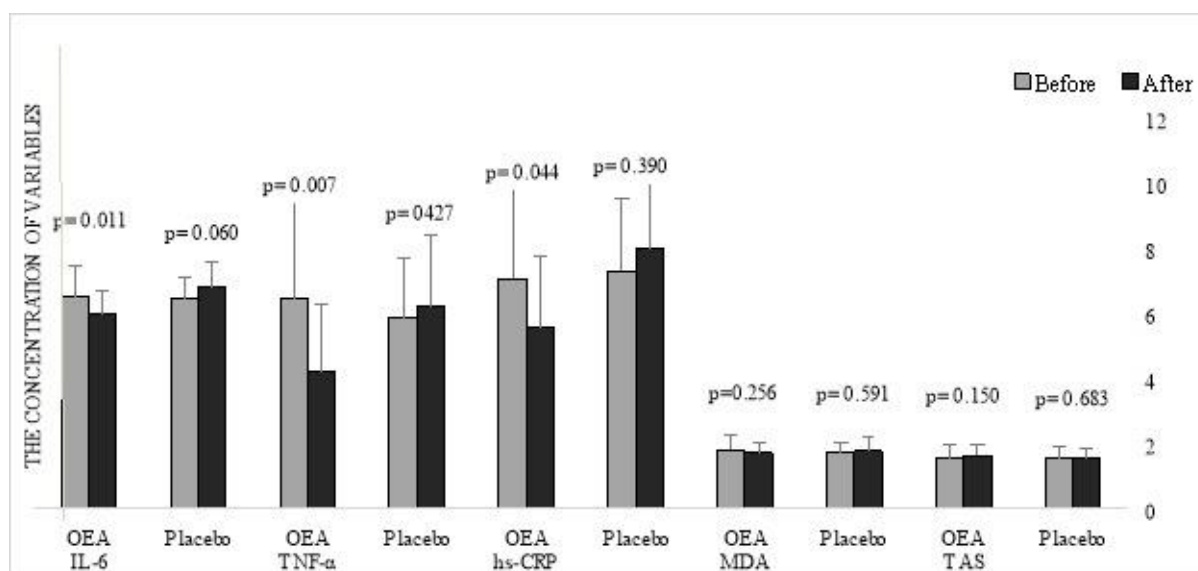 THE CONCENTRATION OF VARIABLES
Before After
12
10
8
6
4
2
0
p=0.011
p=0.060
p=0.007
p=0427
p=0.044
p=0.390
p=0.256
p=0.591
p=0.150
p=0.683
OEA Placebo OEA Placebo OEA Placebo OEA Placebo OEA Placebo
IL-6 TNF-α hs-CRP MDA TAS